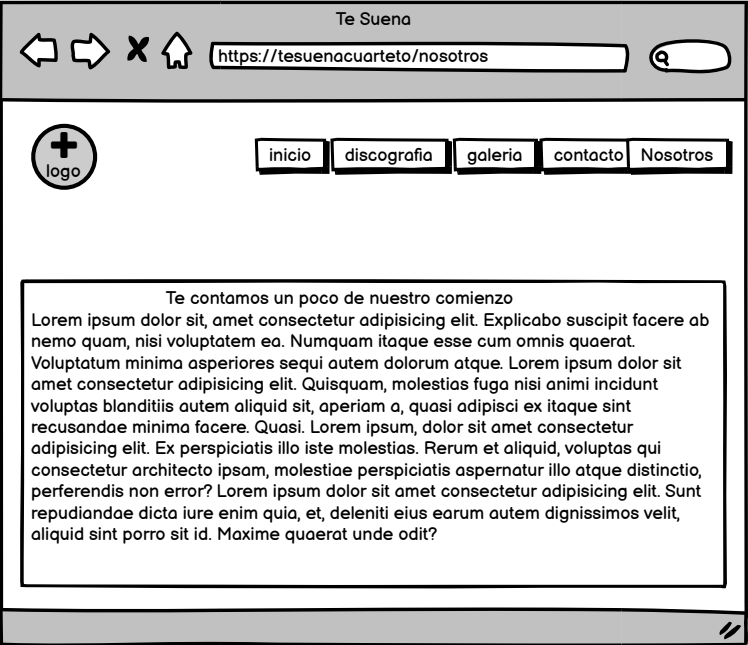 Te Suena
https://tesuenacuarteto/nosotros
logo
inicio discografia galeria contacto Nosotros
Te contamos un poco de nuestro comienzo
Lorem ipsum dolor sit, amet consectetur adipisicing elit. Explicabo suscipit facere ab
nemo quam, nisi voluptatem ea. Numquam itaque esse cum omnis quaerat.
Voluptatum minima asperiores sequi autem dolorum atque. Lorem ipsum dolor sit
amet consectetur adipisicing elit. Quisquam, molestias fuga nisi animi incidunt
voluptas blanditiis autem aliquid sit, aperiam a, quasi adipisci ex itaque sint
recusandae minima facere. Quasi. Lorem ipsum, dolor sit amet consectetur
adipisicing elit. Ex perspiciatis illo iste molestias. Rerum et aliquid, voluptas qui
consectetur architecto ipsam, molestiae perspiciatis aspernatur illo atque distinctio,
perferendis non error? Lorem ipsum dolor sit amet consectetur adipisicing elit. Sunt
repudiandae dicta iure enim quia, et, deleniti eius earum autem dignissimos velit,
aliquid sint porro sit id. Maxime quaerat unde odit?